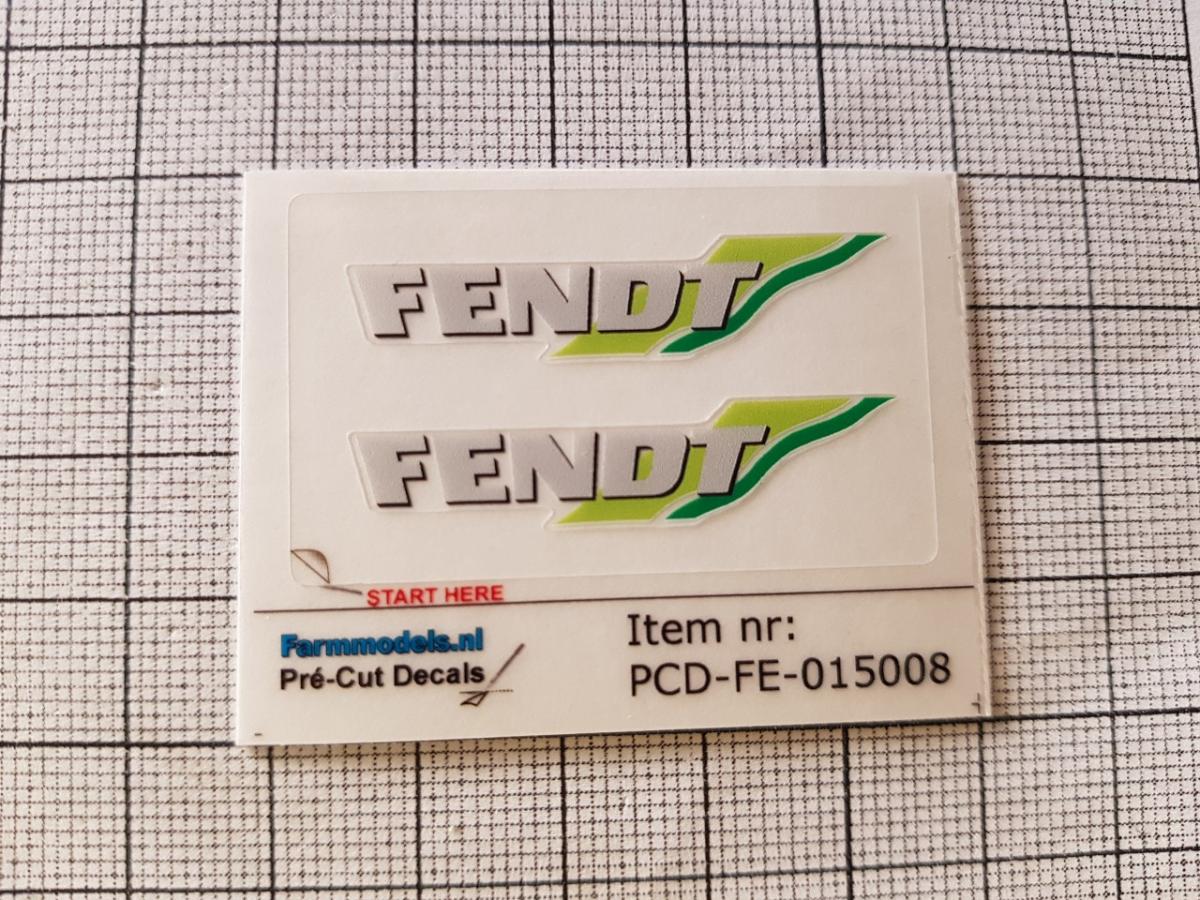 FENDT
FENDT
START HERE
Farmmodels.nl
Pré-Cut Decals
Item nr:
PCD-FE-015008